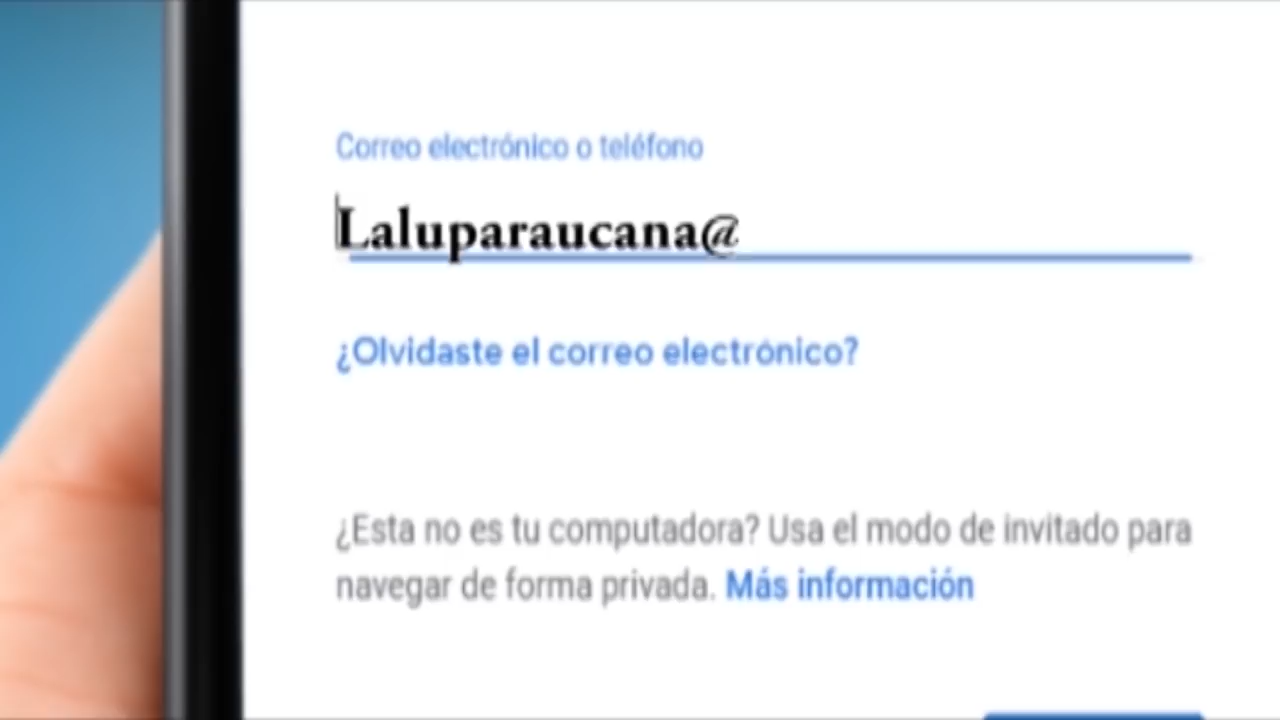 Correo electrónico o teléfono
Laluparaucana@
¿Olvidaste el correo electrónico?
¿Esta no es tu computadora? Usa el modo de invitado para
navegar de forma privada. Más información